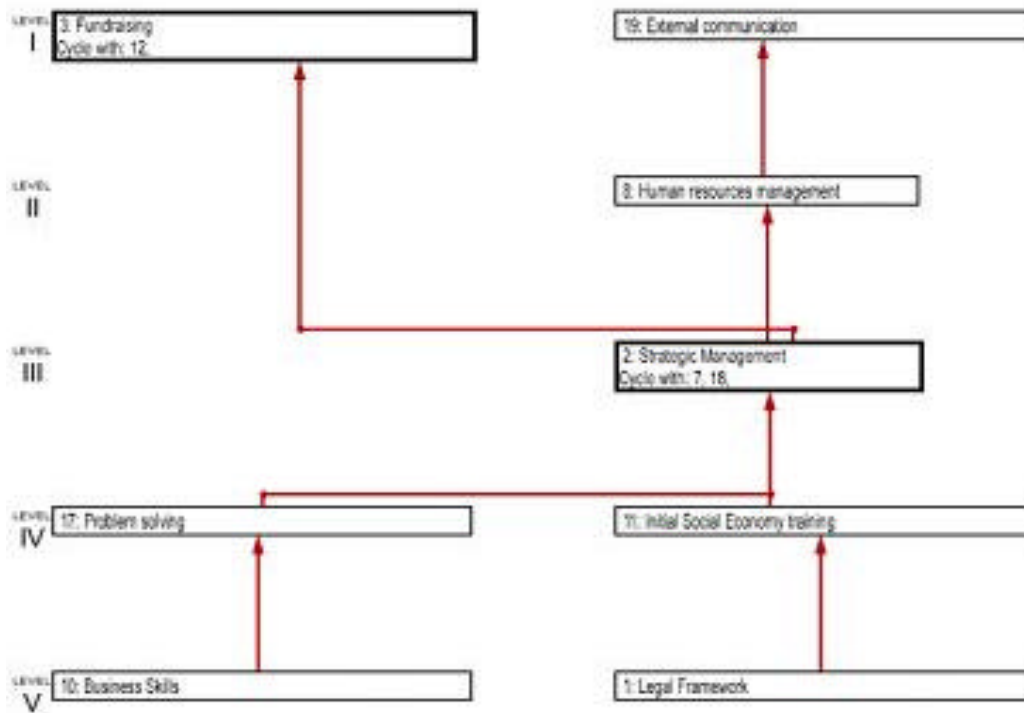 LEVEL
I
3: Fundraising
Cycle with: 12,
19: External communication
LEVEL
II
8: Human resources management
LEVEL
III
2: Strategic Management
Cycle with: 7, 18,
LEVEL
IV
17: Problem solving
11: Initial Social Economy training
LEVEL
V
10: Business Skills
1: Legal Framework